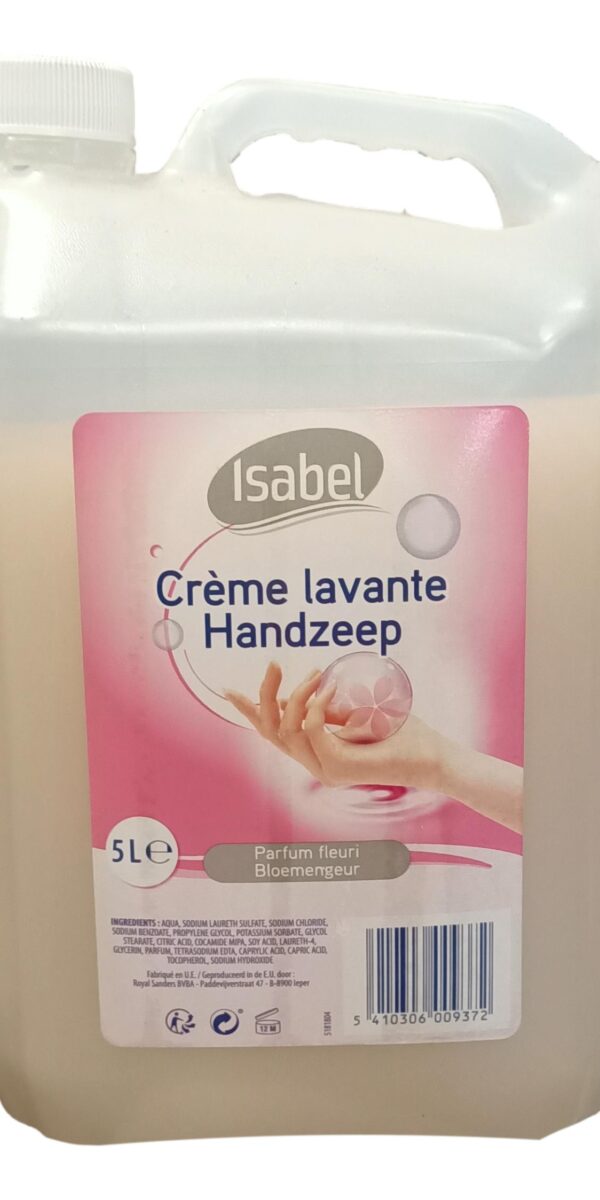 Isabel
Crème lavante
Handzeep
5L℮
Parfum fleuri
Bloemengeur
INGREDIENTS : AQUA, SODIUM LAURETH SULFATE, SODIUM CHLORIDE,
SODIUM BENZOATE, PROPYLENE GLYCOL, POTASSIUM SORBATE, GLYCOL
STEARATE, CITRIC ACID, COCAMIDE MIPA, SOY ACID, LAURETH-4,
GLYCERIN, PARFUM, TETRASODIUM EDTA, CAPRYLIC ACID, CAPRIC ACID,
TOCOPHEROL, SODIUM HYDROXIDE
Fabriqué en U.E. / Geproduceerd in de E.U. door :
Royal Sanders BVBA - Paddevijverstraat 47 - B-8900 Ieper
12 M
5181804
5 410306 009372